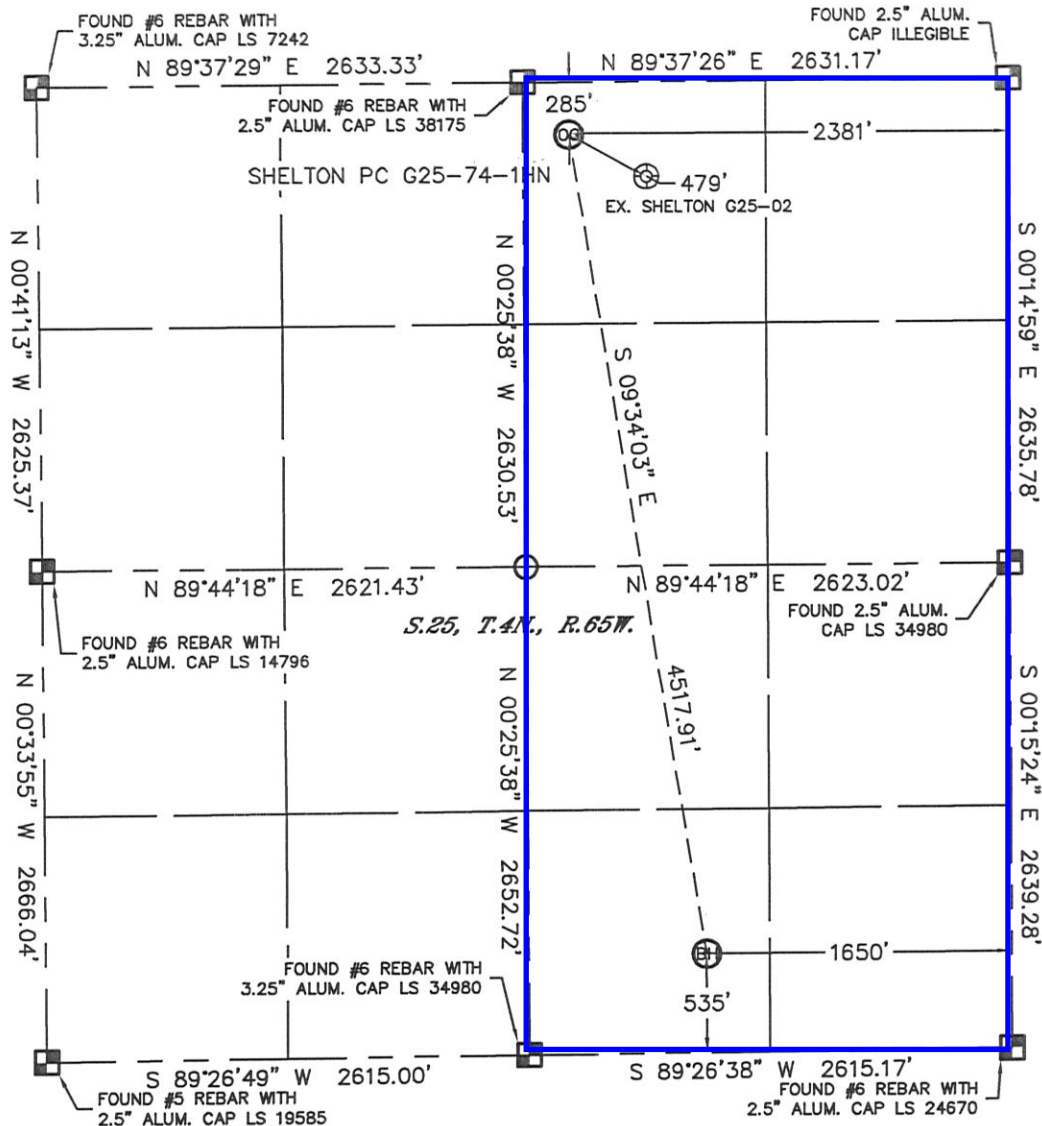 FOUND #6 REBAR WITH
3.25" ALUM. CAP LS 7242
FOUND 2.5" ALUM.
CAP ILLEGIBLE
N 89°37'29" E 2633.33'
N 89°37'26" E 2631.17'
FOUND #6 REBAR WITH
2.5" ALUM. CAP LS 38175
285'
OG
2381'
SHELTON PC G25-74-1HN
479'
EX. SHELTON G25-02
N 00°41'13" W 2625.37'
N 00°25'38" W 2630.53'
S 09°34'03" E
4517.91'
S 00°14'59" E 2635.78'
N 89°44'18" E 2621.43'
N 89°44'18" E 2623.02'
S.25, T.4N., R.65W.
FOUND 2.5" ALUM.
CAP LS 34980
FOUND #6 REBAR WITH
2.5" ALUM. CAP LS 14796
N 00°33'55" W 2666.04'
N 00°25'38" W 2652.72'
S 00°15'24" E 2639.28'
1650'
535'
FOUND #6 REBAR WITH
3.25" ALUM. CAP LS 34980
S 89°26'49" W 2615.00'
S 89°26'38" W 2615.17'
FOUND #5 REBAR WITH
2.5" ALUM. CAP LS 19585
FOUND #6 REBAR WITH
2.5" ALUM. CAP LS 24670